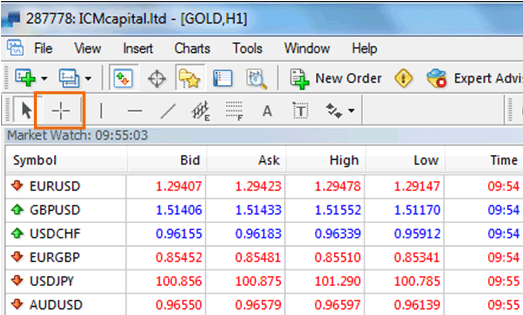 287778: ICMcapital.ltd - [GOLD,H1]
File View Insert Charts Tools Window Help
New Order Expert Advis
E F A T
Market Watch: 09:55:03
Symbol Bid Ask High Low Time
EURUSD 1.29407 1.29423 1.29478 1.29147 09:54
GBPUSD 1.51406 1.51433 1.51552 1.51170 09:54
USDCHF 0.96155 0.96183 0.96339 0.95912 09:54
EURGBP 0.85452 0.85481 0.85510 0.85341 09:54
USDJPY 100.856 100.875 101.290 100.785 09:55
AUDUSD 0.96550 0.96579 0.96597 0.96139 09:55